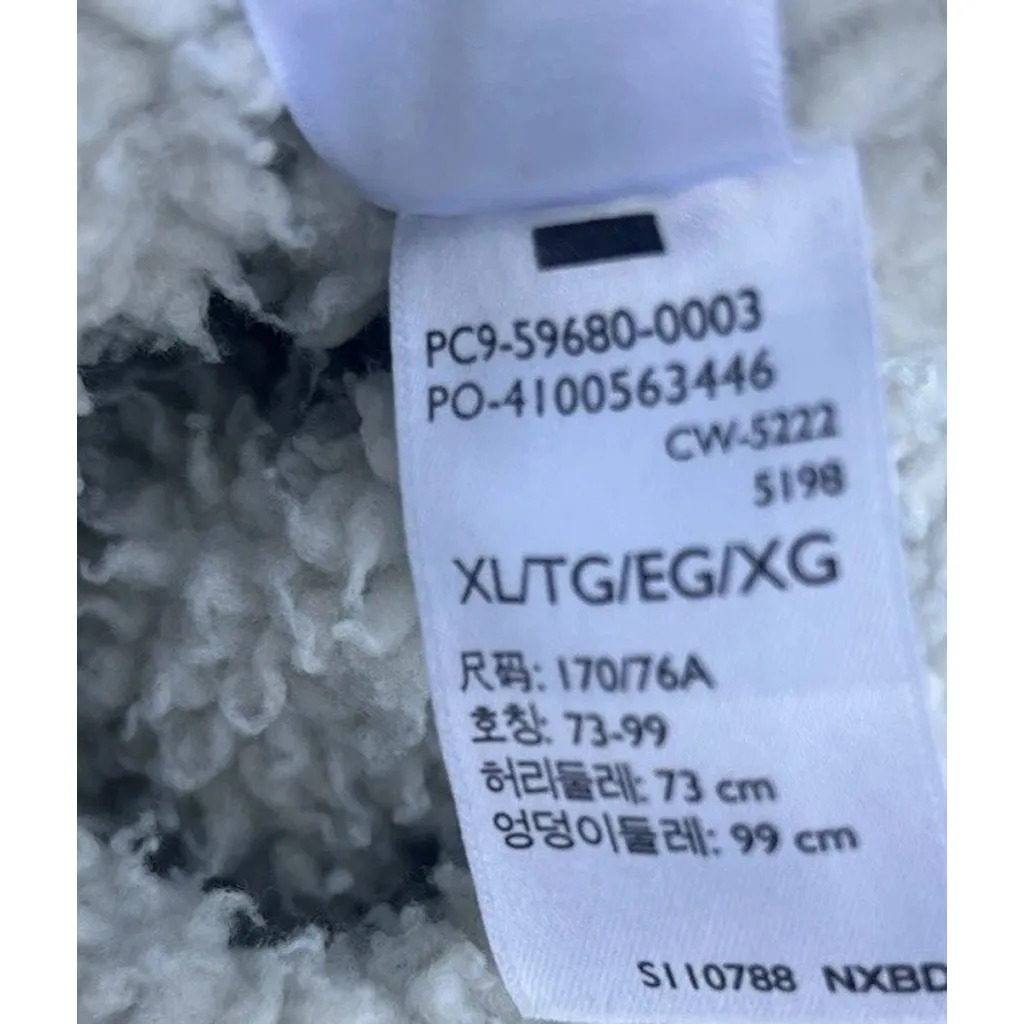 PC9-59680-0003
PO-4100563446
CW-5222
5198
XL/TG/EG/XG
尺码: 170/76A
호칭: 73-99
허리둘레: 73 cm
엉덩이둘레: 99 cm
S110788 NXBD